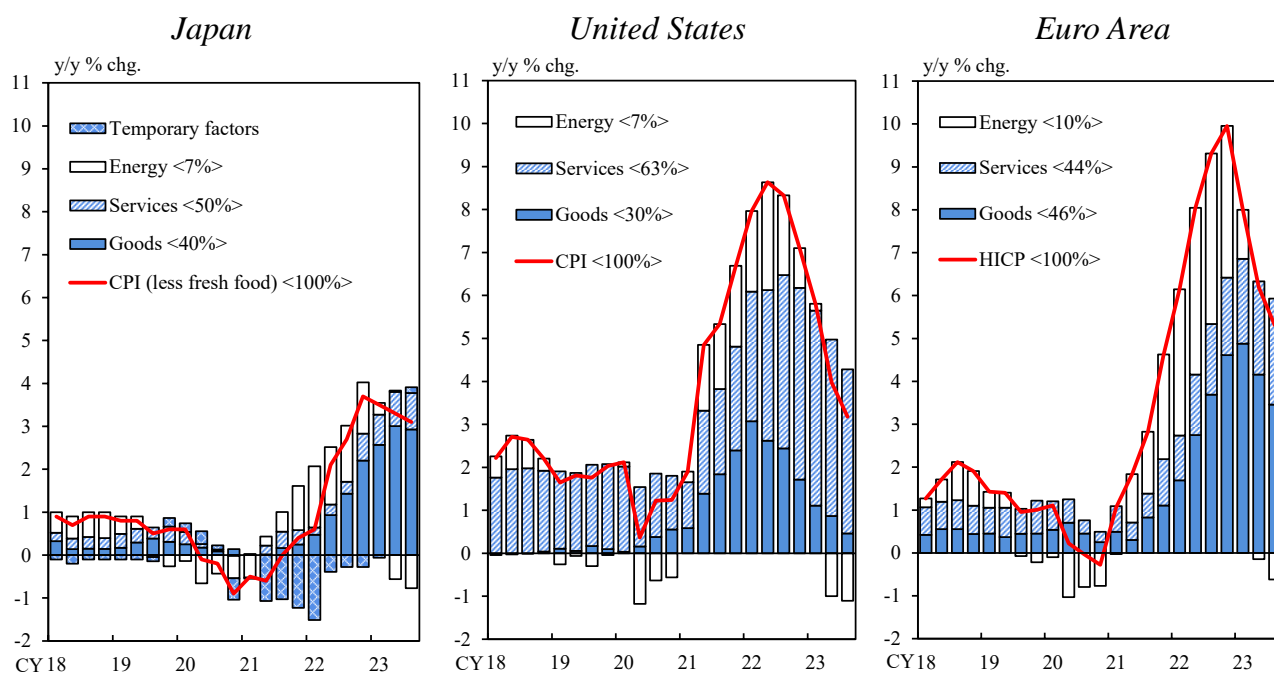 Japan
y/y % chg.
11
10
9
8
7
6
5
4
3
2
1
0
-1
-2
Temporary factors
Energy <7%>
Services <50%>
Goods <40%>
CPI (less fresh food) <100%>
CY 18 19 20 21 22 23
United States
y/y % chg.
11
10
9
8
7
6
5
4
3
2
1
0
-1
-2
Energy <7%>
Services <63%>
Goods <30%>
CPI <100%>
CY 18 19 20 21 22 23
Euro Area
y/y % chg.
11
10
9
8
7
6
5
4
3
2
1
0
-1
-2
Energy <10%>
Services <44%>
Goods <46%>
HICP <100%>
CY 18 19 20 21 22 23